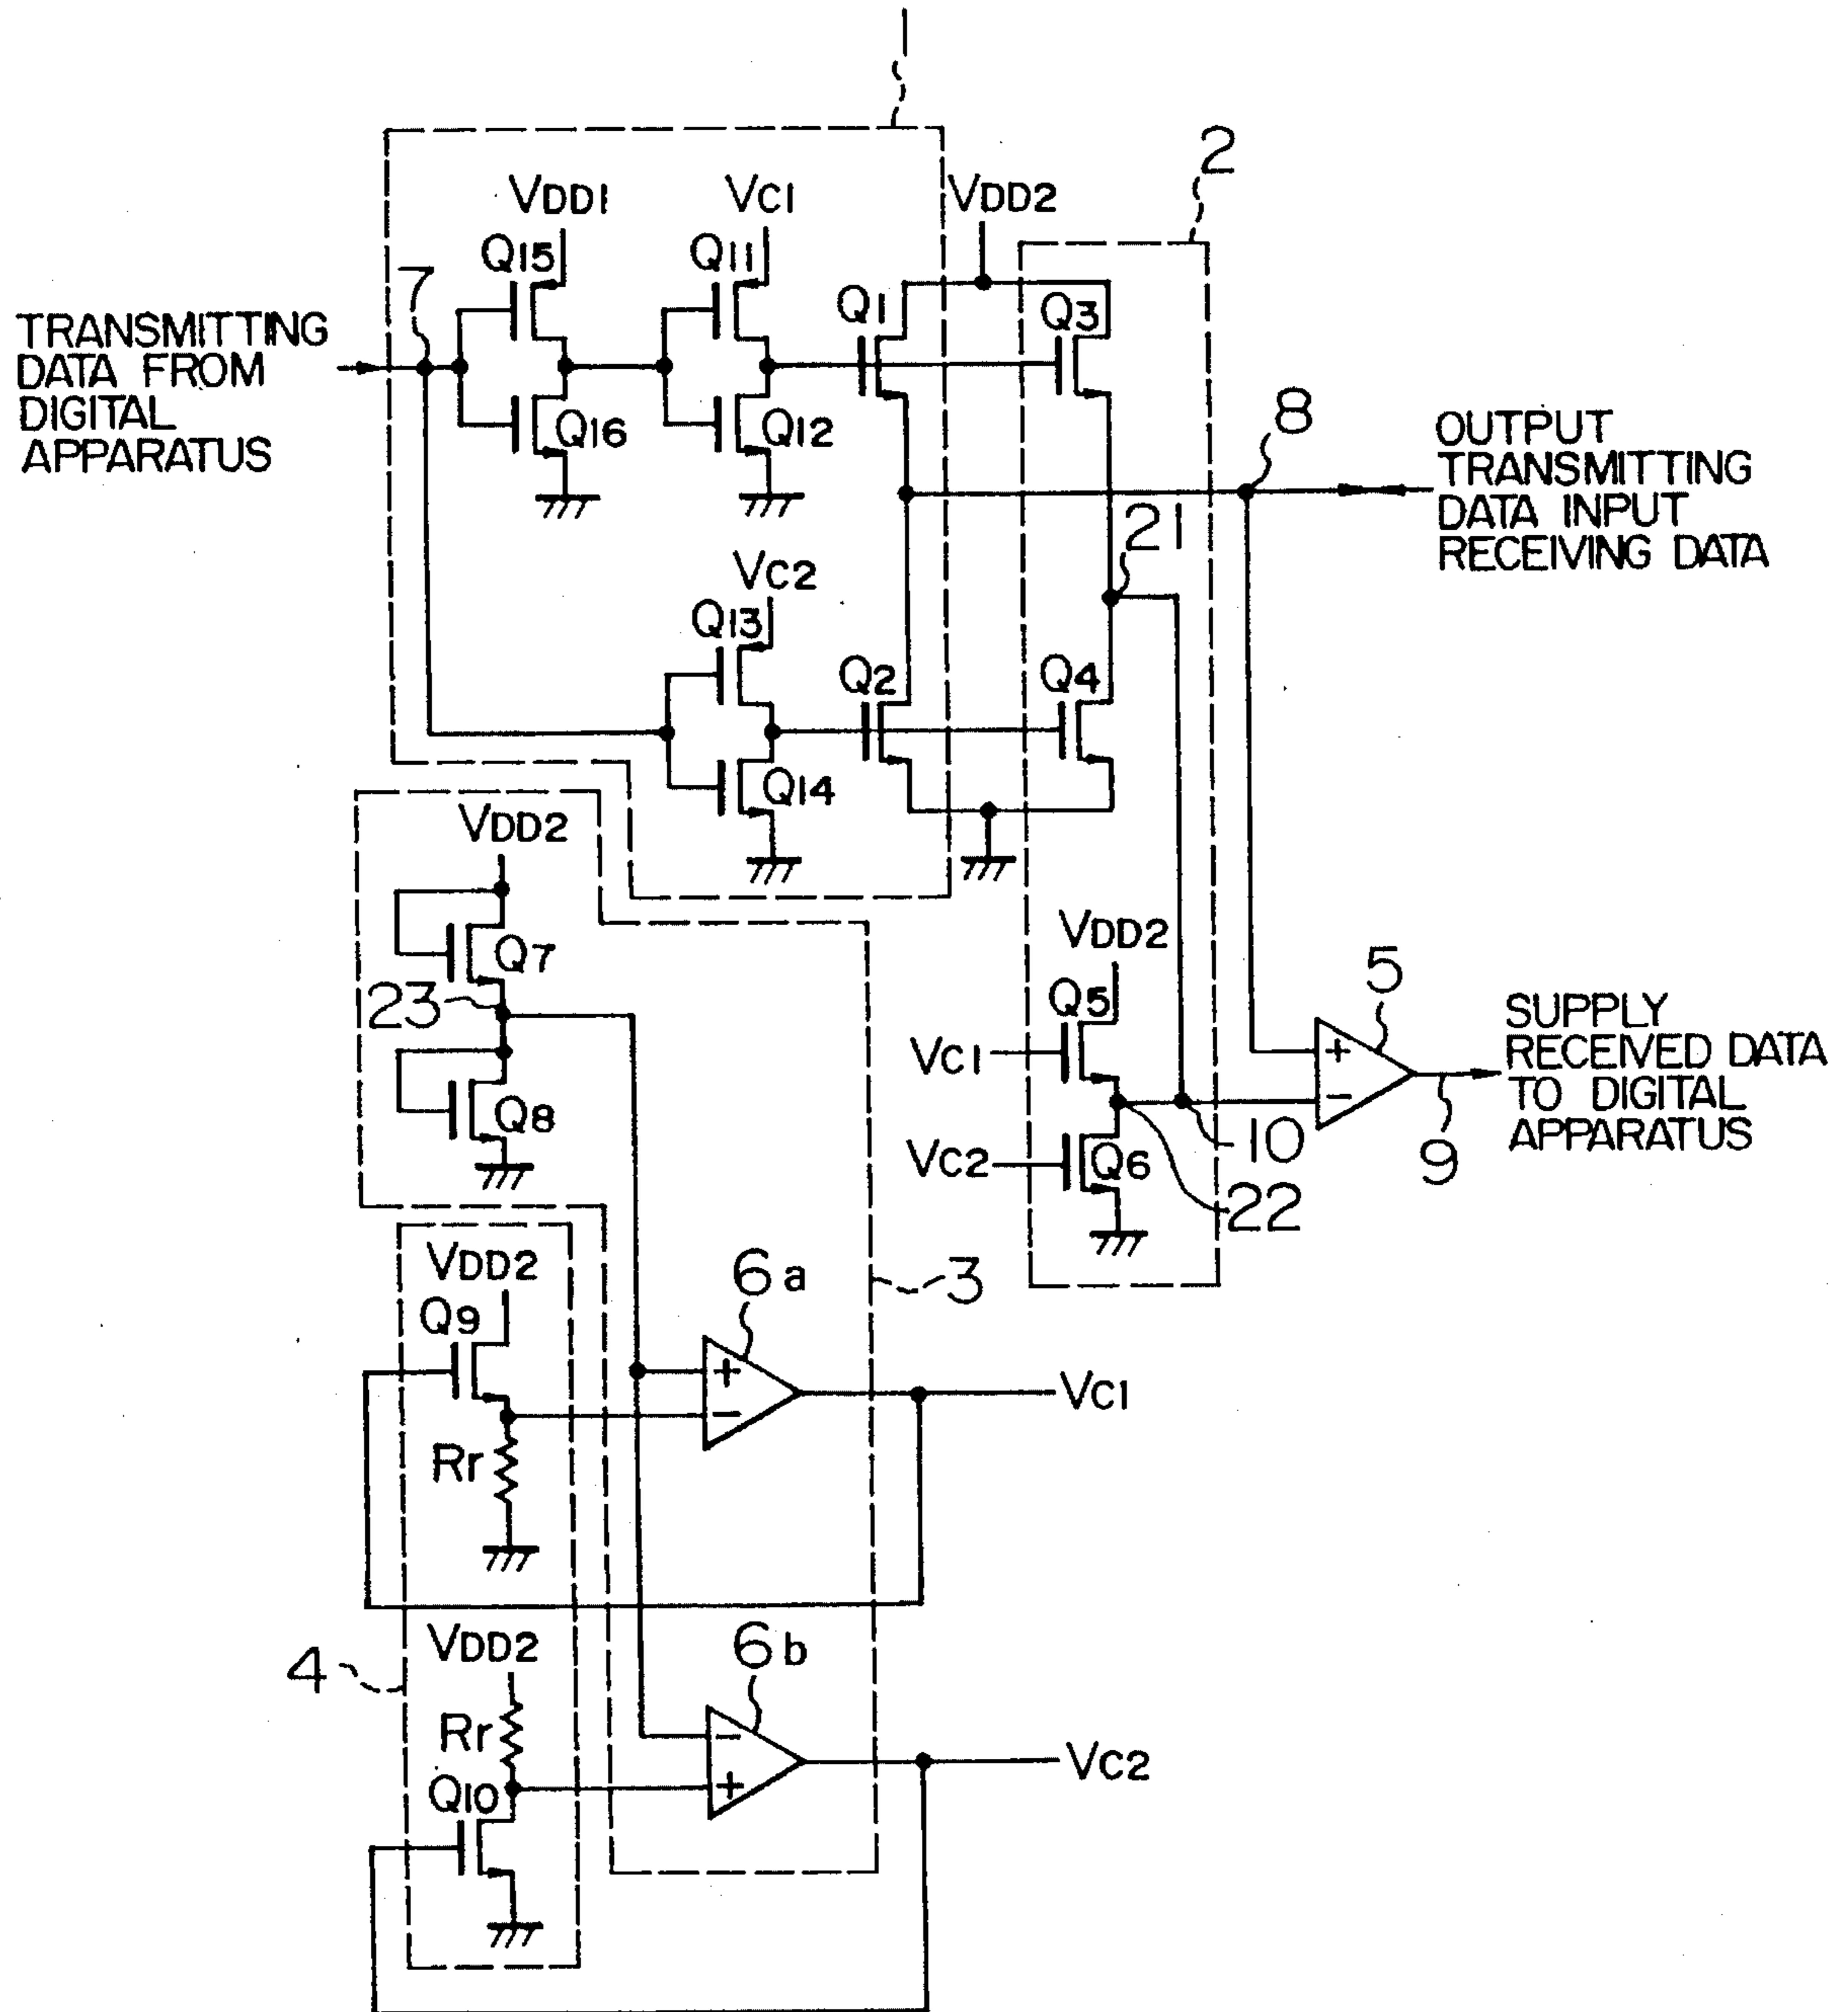 1
2
VDD1
VC1
VDD2
Q15
Q11
Q1
Q3
7
TRANSMITTING
DATA FROM
DIGITAL
APPARATUS
Q16
Q12
8
OUTPUT
TRANSMITTING
DATA INPUT
RECEIVING DATA
21
VC2
Q13
Q2
Q4
Q14
VDD2
Q7
23
Q8
VDD2
Q5
VC1
VC2
Q6
22
10
5
+
−
SUPPLY
RECEIVED DATA
TO DIGITAL
APPARATUS
9
VDD2
Q9
Rr
6a
+
−
3
VC1
4
VDD2
Rr
Q10
6b
−
+
VC2